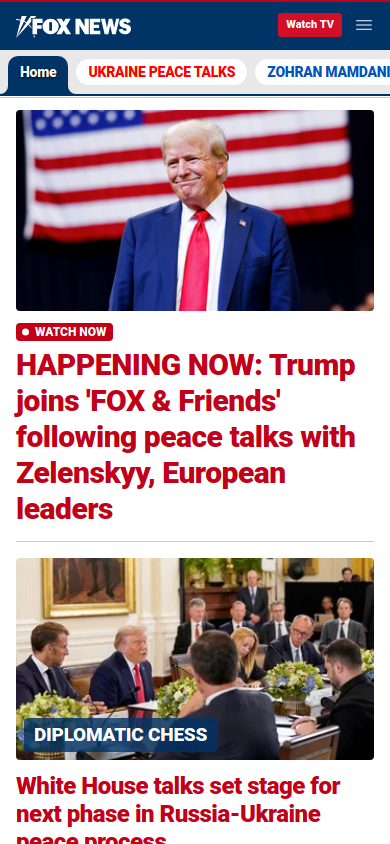 FOX NEWS
Watch TV
Home
UKRAINE PEACE TALKS
ZOHRAN MAMDANI
WATCH NOW
HAPPENING NOW: Trump
joins 'FOX & Friends'
following peace talks with
Zelenskyy, European
leaders
DIPLOMATIC CHESS
White House talks set stage for
next phase in Russia-Ukraine
peace process